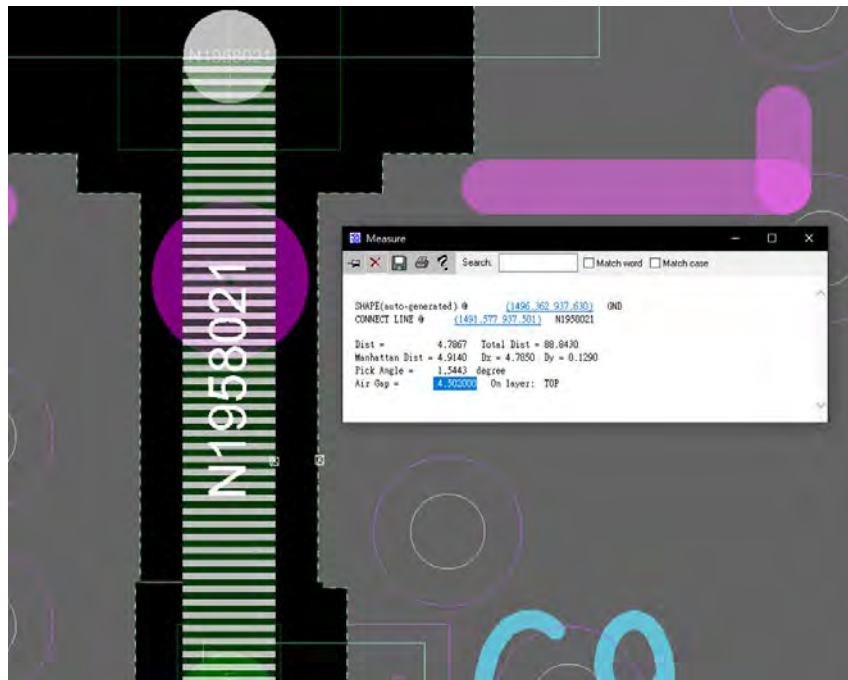 N1958021
Measure
Search: Match word Match case
SHAPE(auto-generated) @ (1496.362 937.630) GND
CONNECT LINE @ (1491.577 937.501) N1958021
Dist = 4.7867 Total Dist = 88.8430
Manhattan Dist = 4.9140 Dx = 4.7850 Dy = 0.1290
Pick Angle = 1.5443 degree
Air Gap = 4.502000 On layer: TOP
N1958021